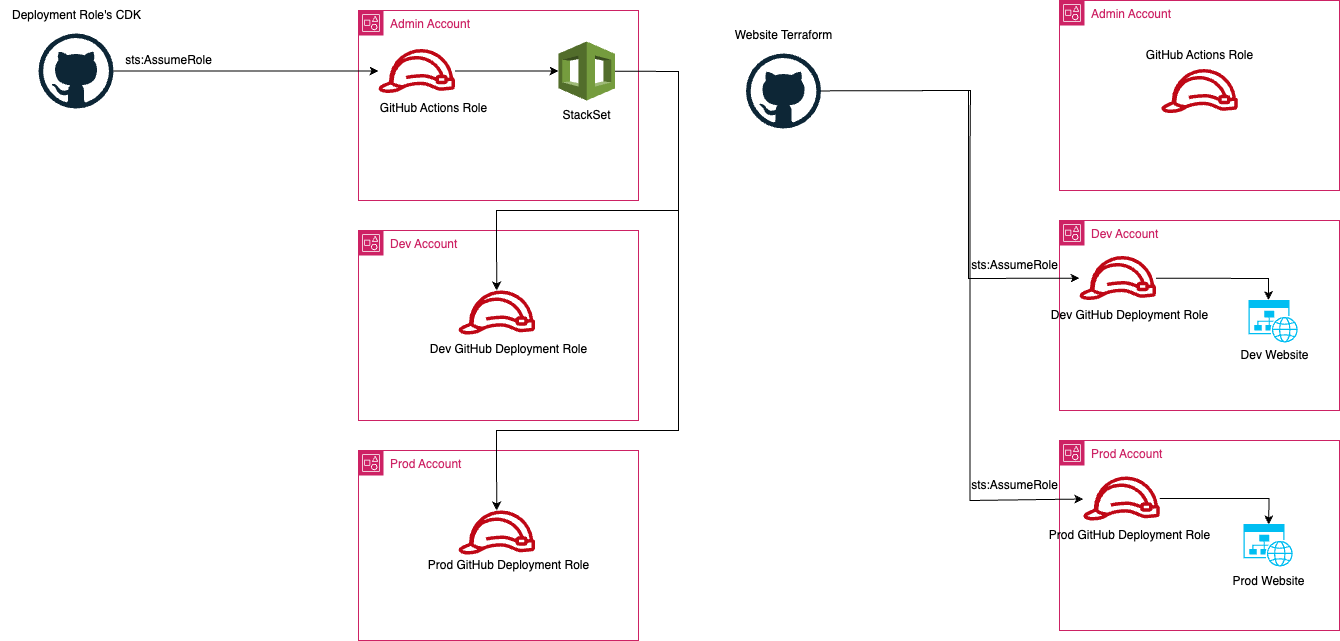 Deployment Role's CDK
sts:AssumeRole
Admin Account
GitHub Actions Role
StackSet
Dev Account
Dev GitHub Deployment Role
Prod Account
Prod GitHub Deployment Role
Website Terraform
Admin Account
GitHub Actions Role
Dev Account
sts:AssumeRole
Dev GitHub Deployment Role
Dev Website
Prod Account
sts:AssumeRole
Prod GitHub Deployment Role
Prod Website